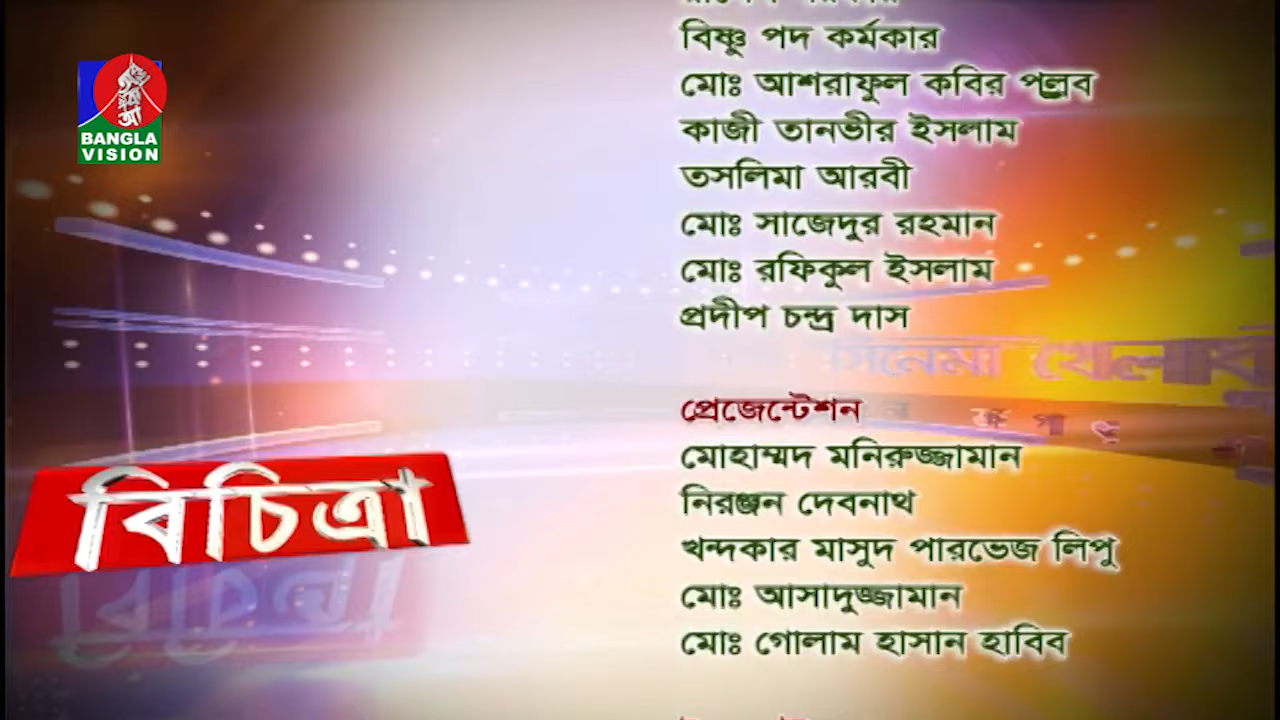 বিষ্ণু পদ কর্মকার
মোঃ আশরাফুল কবির পল্লব
কাজী তানভীর ইসলাম
তসলিমা আরবী
মোঃ সাজেদুর রহমান
মোঃ রফিকুল ইসলাম
প্রদীপ চন্দ্র দাস
সিনেমা খেলাধু
প্রেজেন্টেশন
মোহাম্মদ মনিরুজ্জামান
নিরঞ্জন দেবনাথ
খন্দকার মাসুদ পারভেজ লিপু
মোঃ আসাদুজ্জামান
মোঃ গোলাম হাসান হাবিব
BANGLA
VISION
বিচিত্রা